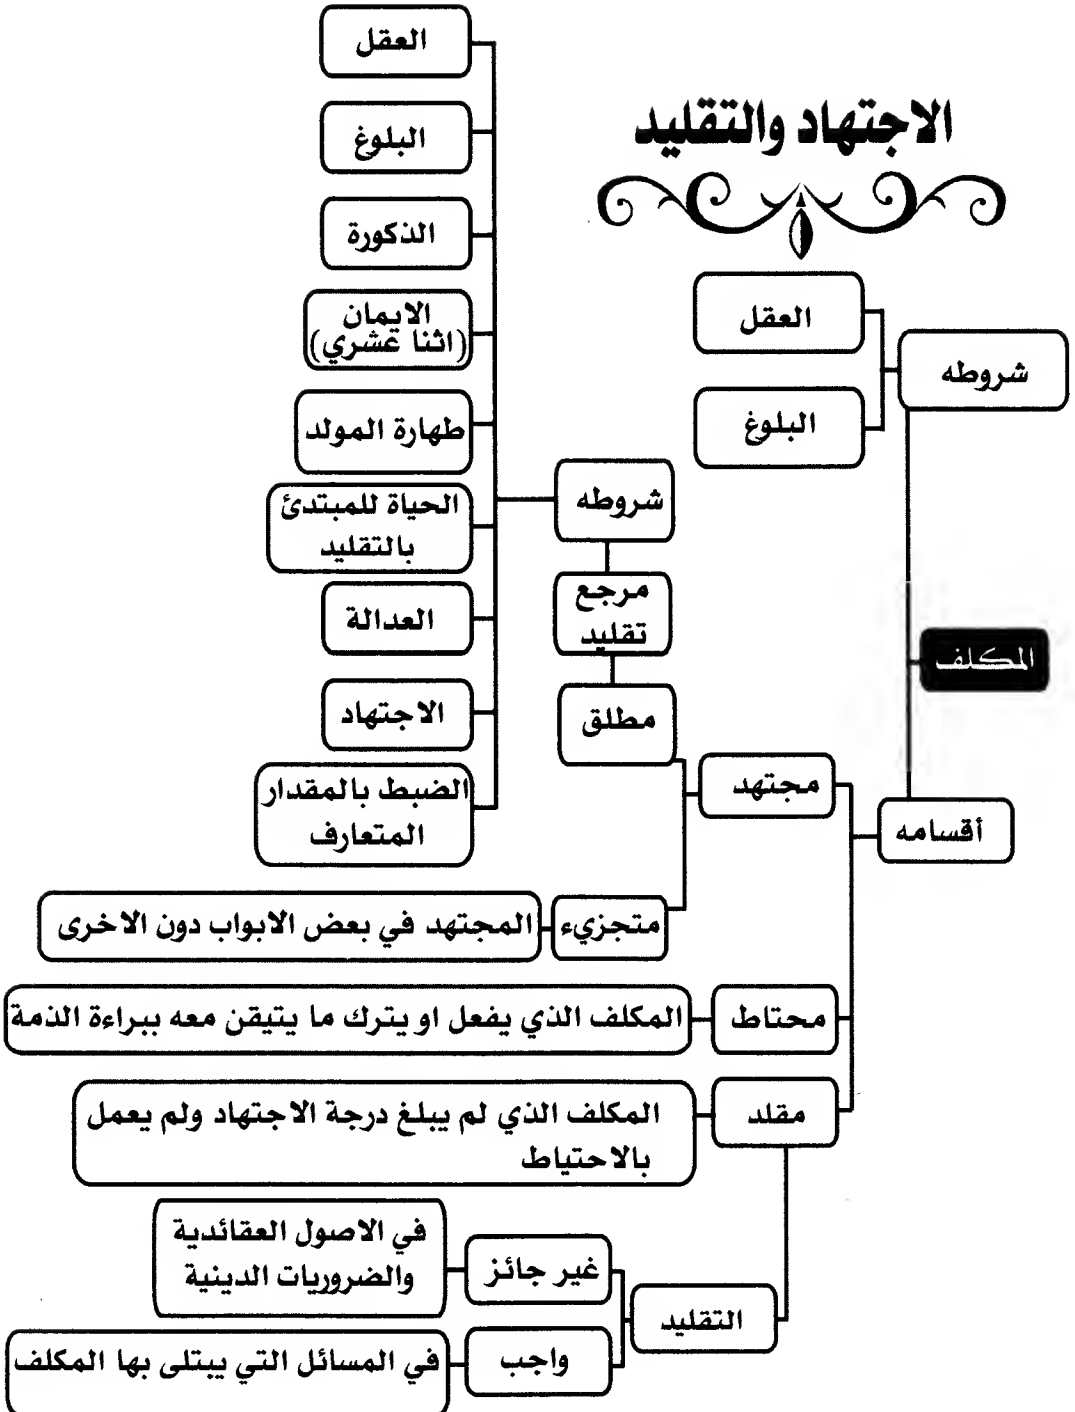 الاجتهاد والتقليد
المكلف
شروطه
العقل
البلوغ
أقسامه
مجتهد
مطلق
مرجع
تقليد
شروطه
العقل
البلوغ
الذكورة
الايمان
(اثنا عشري)
طهارة المولد
الحياة للمبتدئ
بالتقليد
العدالة
الاجتهاد
الضبط بالمقدار
المتعارف
متجزيء
المجتهد في بعض الابواب دون الاخرى
محتاط
المكلف الذي يفعل او يترك ما يتيقن معه ببراءة الذمة
مقلد
المكلف الذي لم يبلغ درجة الاجتهاد ولم يعمل
بالاحتياط
التقليد
غير جائز
في الاصول العقائدية
والضروريات الدينية
واجب
في المسائل التي يبتلى بها المكلف